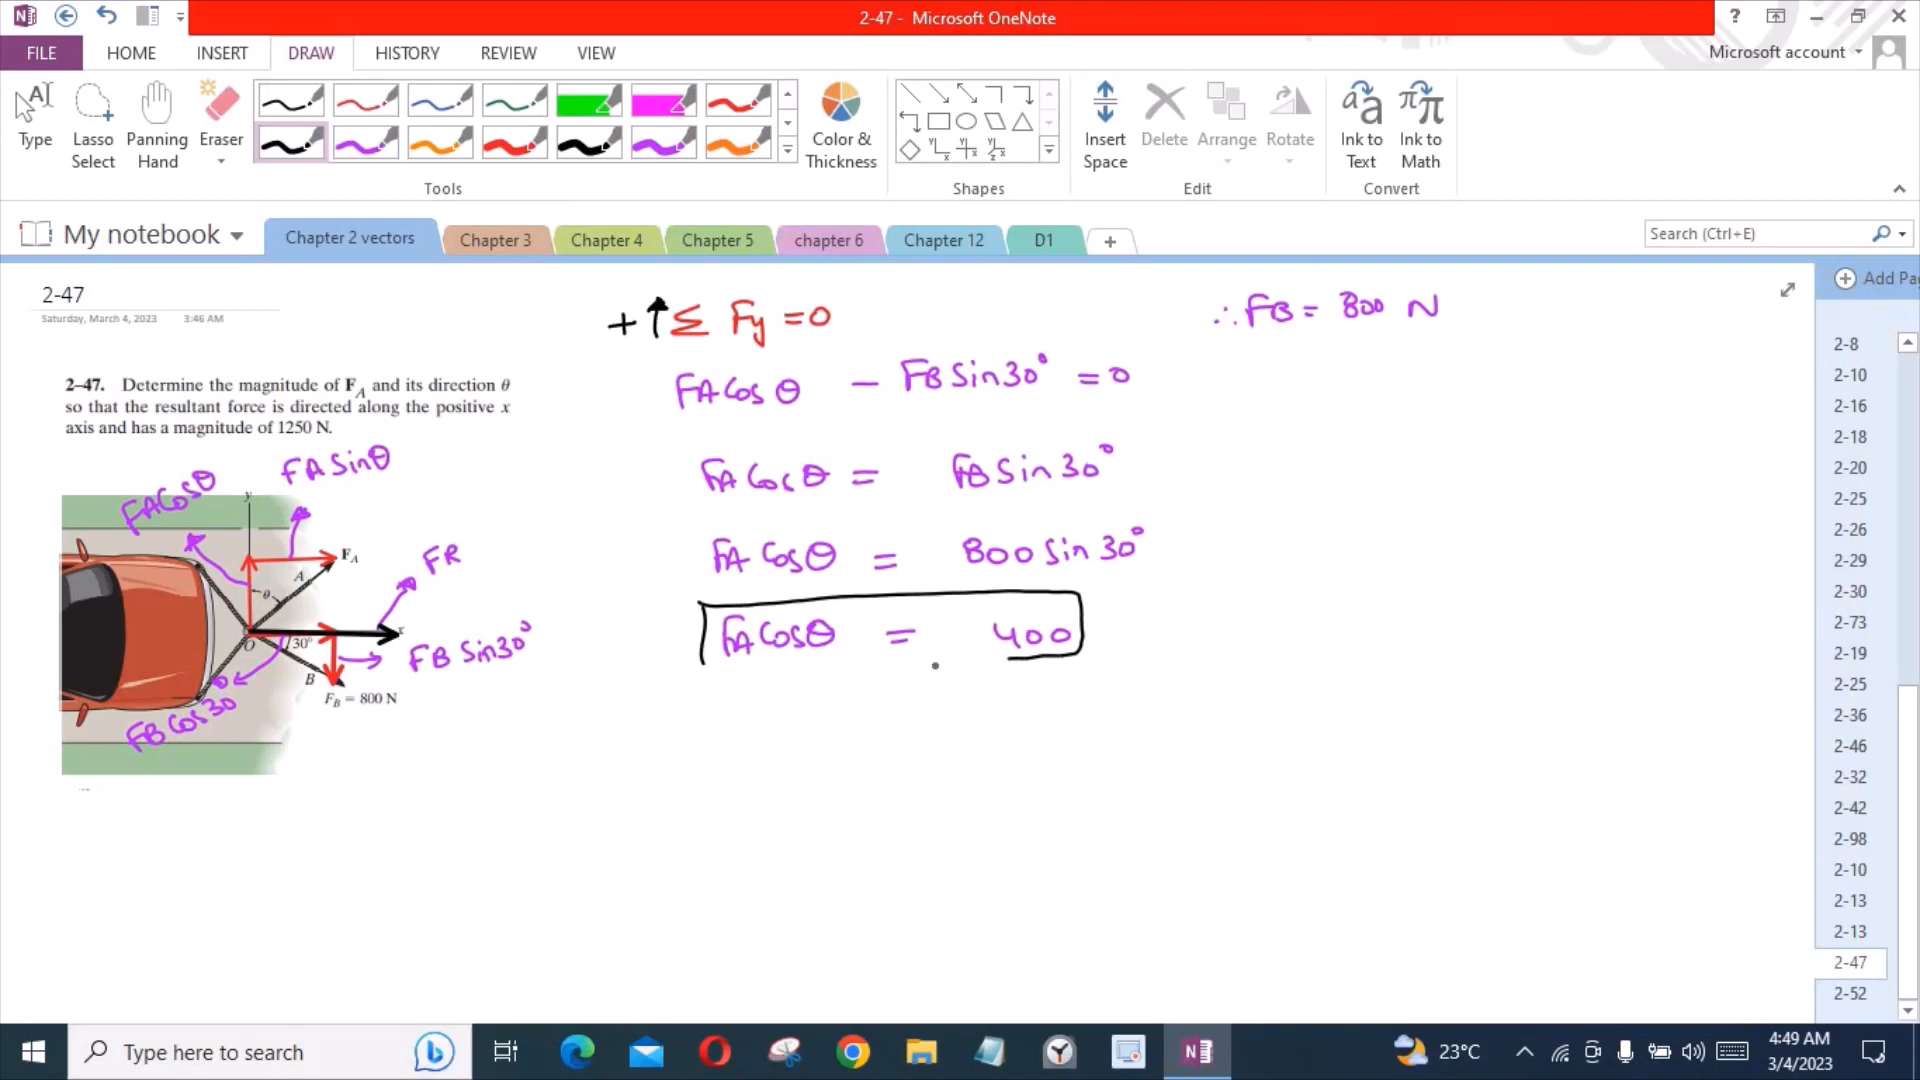 2-47 - Microsoft OneNote
?
FILE HOME INSERT DRAW HISTORY REVIEW VIEW
Microsoft account
Type
Lasso Select
Panning Hand
Eraser
Color & Thickness
Insert Space
Delete
Arrange
Rotate
Ink to Text
Ink to Math
Tools
Shapes
Edit
Convert
My notebook
Chapter 2 vectors
Chapter 3
Chapter 4
Chapter 5
chapter 6
Chapter 12
D1
Search (Ctrl+E)
2-47
Saturday, March 4, 2023 3:46 AM
2–47. Determine the magnitude of F_A and its direction θ
so that the resultant force is directed along the positive x
axis and has a magnitude of 1250 N.
FA Cosθ
FA Sinθ
y
F_A
A
θ
FR
x
O
30°
B
FB Sin30°
F_B = 800 N
FB Cos30
+↑ Σ Fy = 0
FA Cos θ – FB Sin 30° = 0
FA Cos θ = FB Sin 30°
FA Cos θ = 800 Sin 30°
FA Cos θ = 400
∴ FB = 800 N
Add Pa
2-8
2-10
2-16
2-18
2-20
2-25
2-26
2-29
2-30
2-73
2-19
2-25
2-36
2-46
2-32
2-42
2-98
2-10
2-13
2-13
2-47
2-52
Type here to search
23°C
4:49 AM
3/4/2023